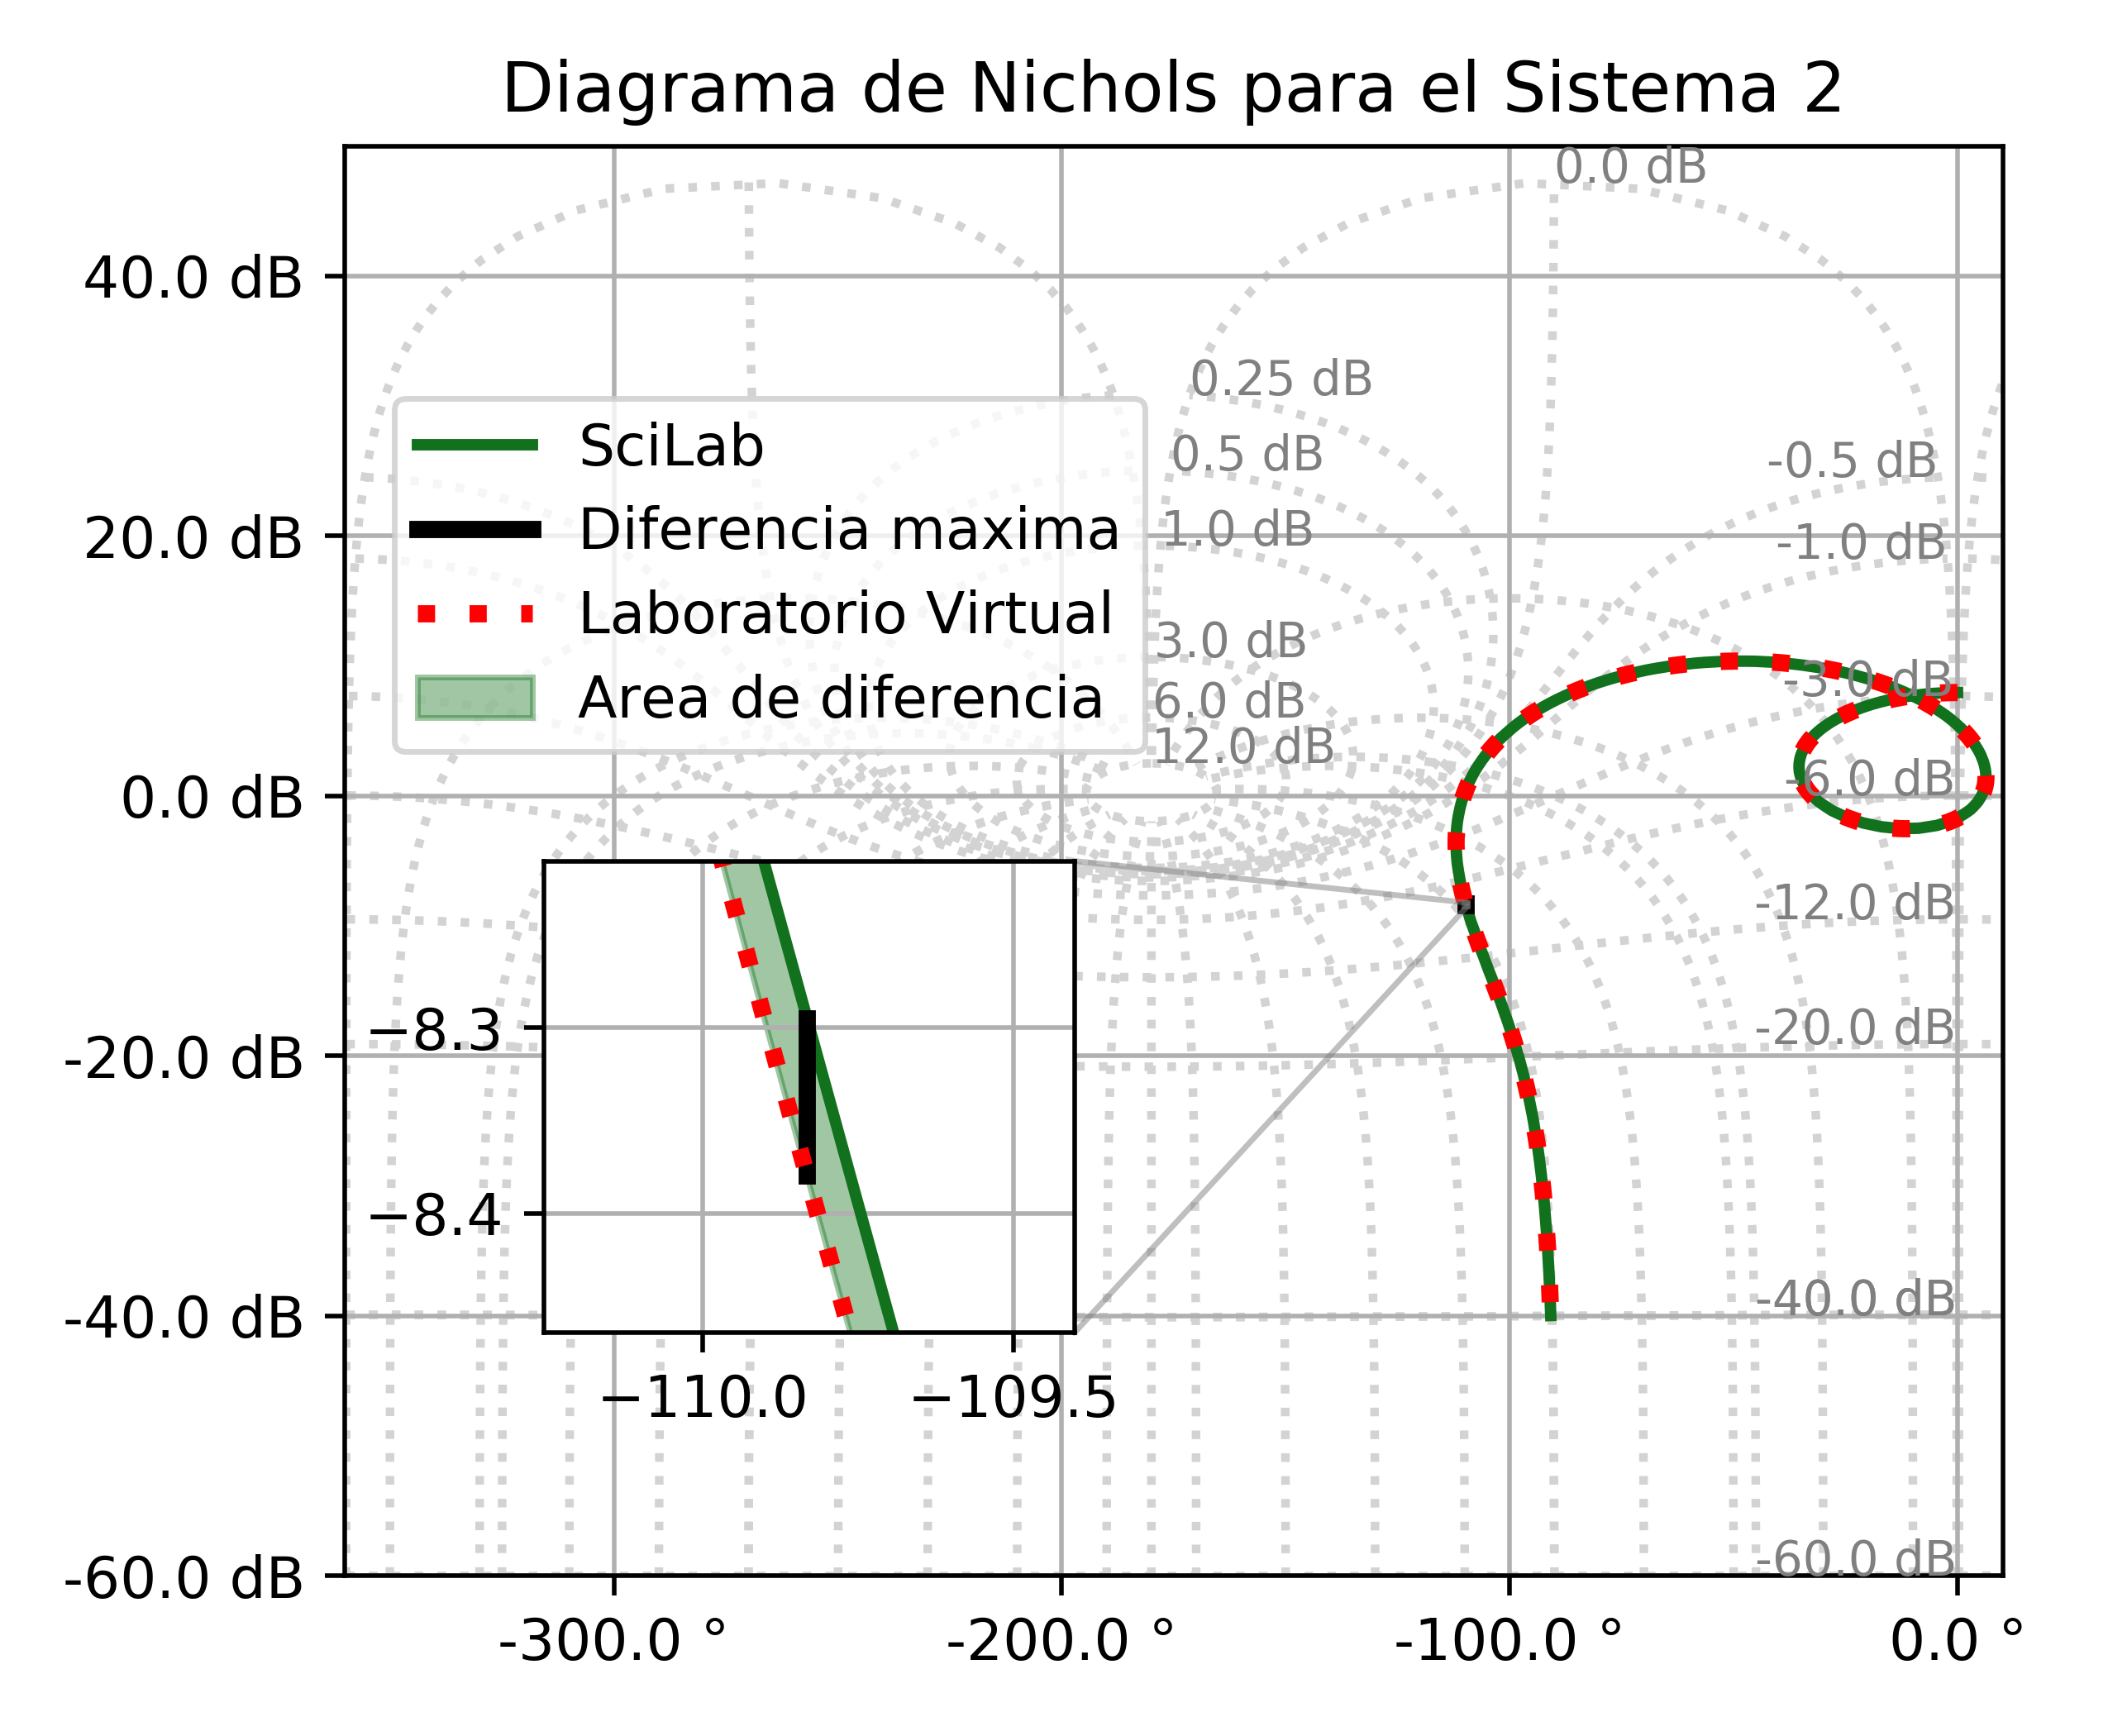 Diagrama de Nichols para el Sistema 2
0.0 dB
40.0 dB
0.25 dB
0.5 dB
-0.5 dB
20.0 dB
1.0 dB
-1.0 dB
SciLab
Diferencia maxima
Laboratorio Virtual
Area de diferencia
3.0 dB
6.0 dB
12.0 dB
-3.0 dB
-6.0 dB
0.0 dB
-12.0 dB
-20.0 dB
-20.0 dB
−8.3
−8.4
-40.0 dB
-40.0 dB
−110.0
−109.5
-60.0 dB
-60.0 dB
-300.0 °
-200.0 °
-100.0 °
0.0 °